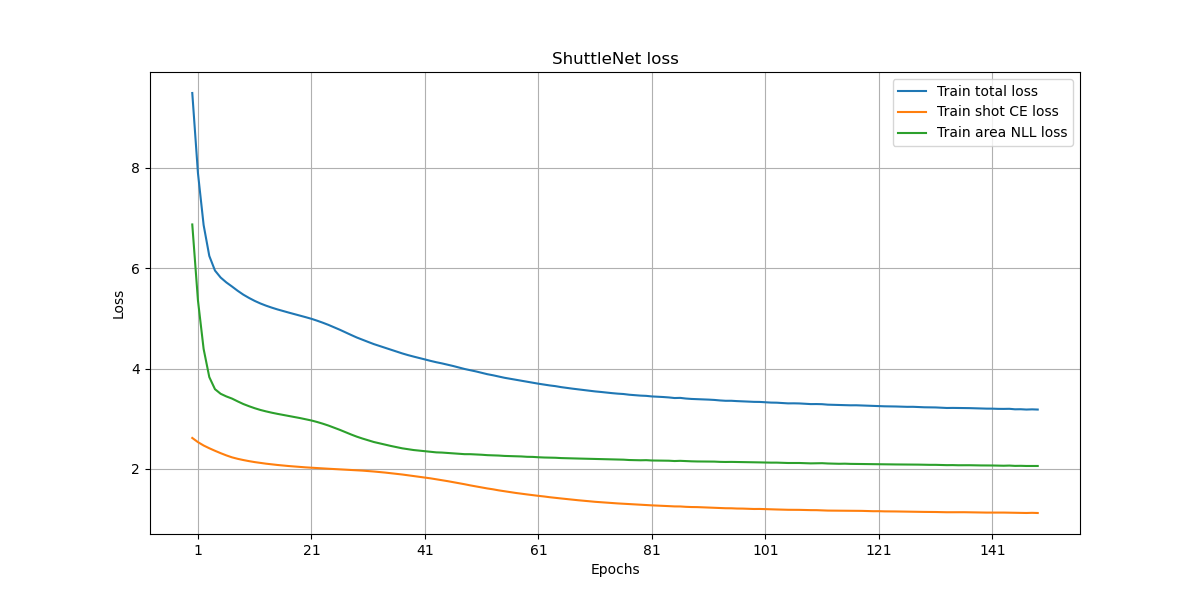 ShuttleNet loss
Train total loss
Train shot CE loss
Train area NLL loss
8
6
4
2
Loss
1 21 41 61 81 101 121 141
Epochs